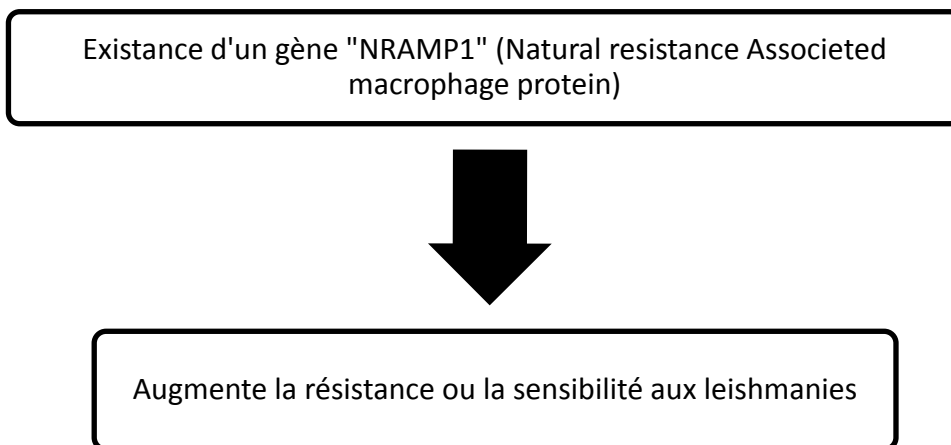 Existance d'un gène "NRAMP1" (Natural resistance Associeted
macrophage protein)
Augmente la résistance ou la sensibilité aux leishmanies